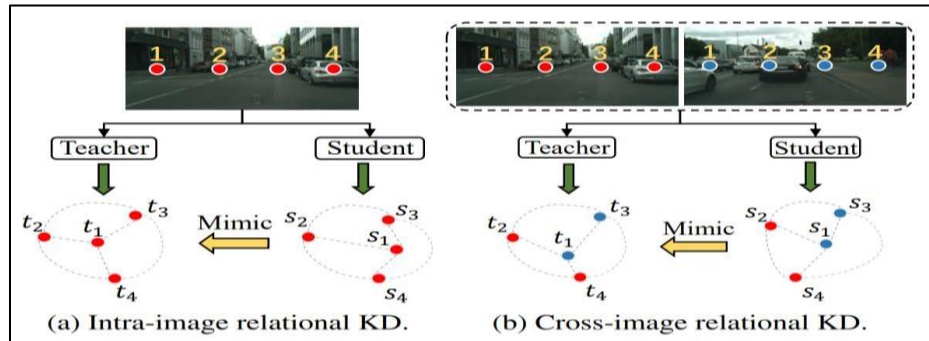 1 2 3 4
1 2 3 4 1 2 3 4
Teacher Student
Teacher Student
t₂ t₁ t₃ t₄
Mimic
s₂ s₃ s₁ s₄
t₂ t₃ t₁ t₄
Mimic
s₂ s₃ s₁ s₄
(a) Intra-image relational KD.
(b) Cross-image relational KD.